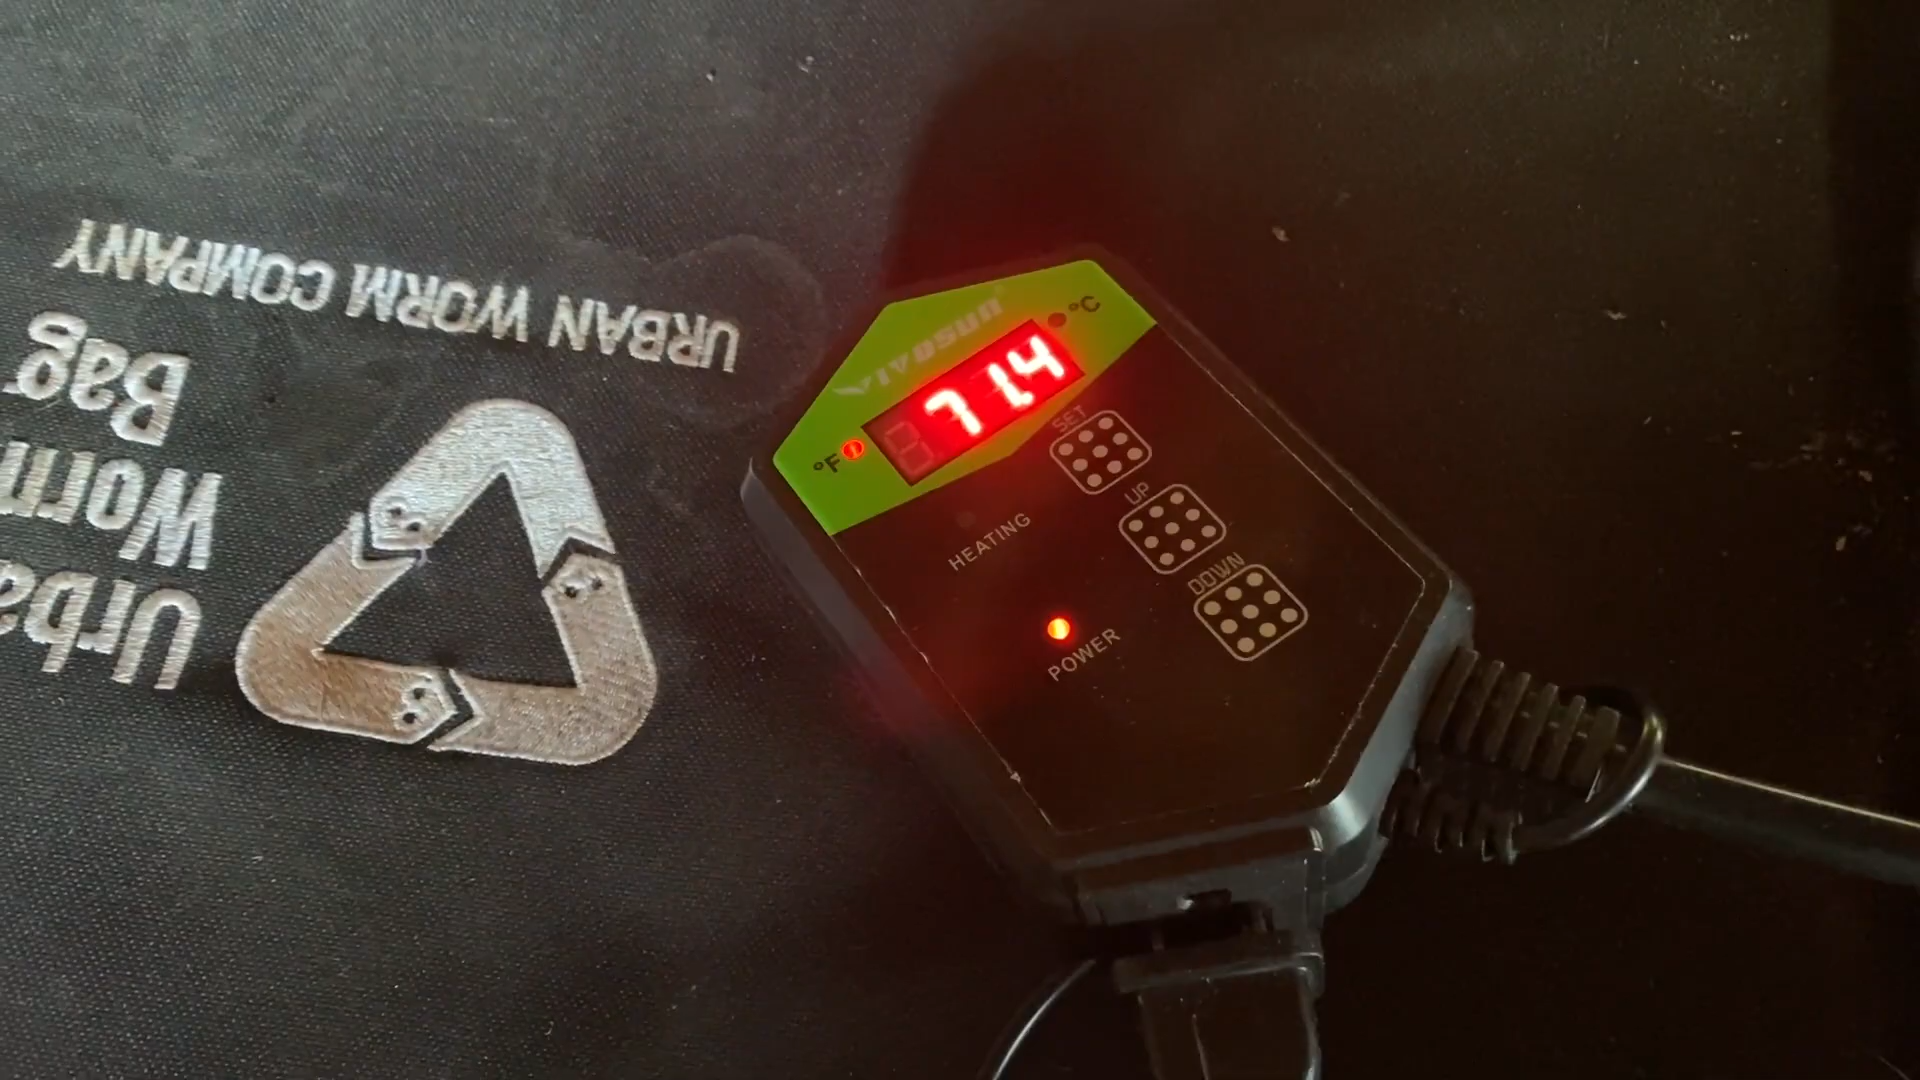 VIVOSUN
°F
°C
71.4
SET
UP
DOWN
HEATING
POWER
Urban
Worm
Bag
URBAN WORM COMPANY